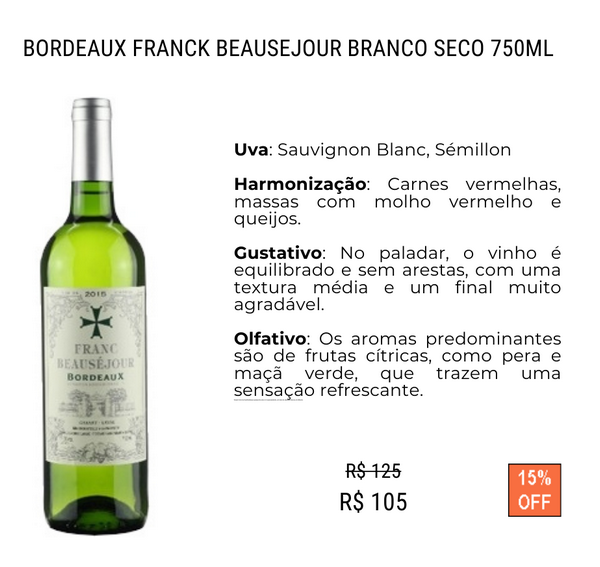 BORDEAUX FRANCK BEAUSEJOUR BRANCO SECO 750ML
Uva: Sauvignon Blanc, Sémillon
Harmonização: Carnes vermelhas,
massas com molho vermelho e
queijos.
Gustativo: No paladar, o vinho é
equilibrado e sem arestas, com uma
textura média e um final muito
agradável.
Olfativo: Os aromas predominantes
são de frutas cítricas, como pera e
maçã verde, que trazem uma
sensação refrescante.
2015
FRANC
BEAUSÉJOUR
BORDEAUX
R$ 125
R$ 105
15%
OFF